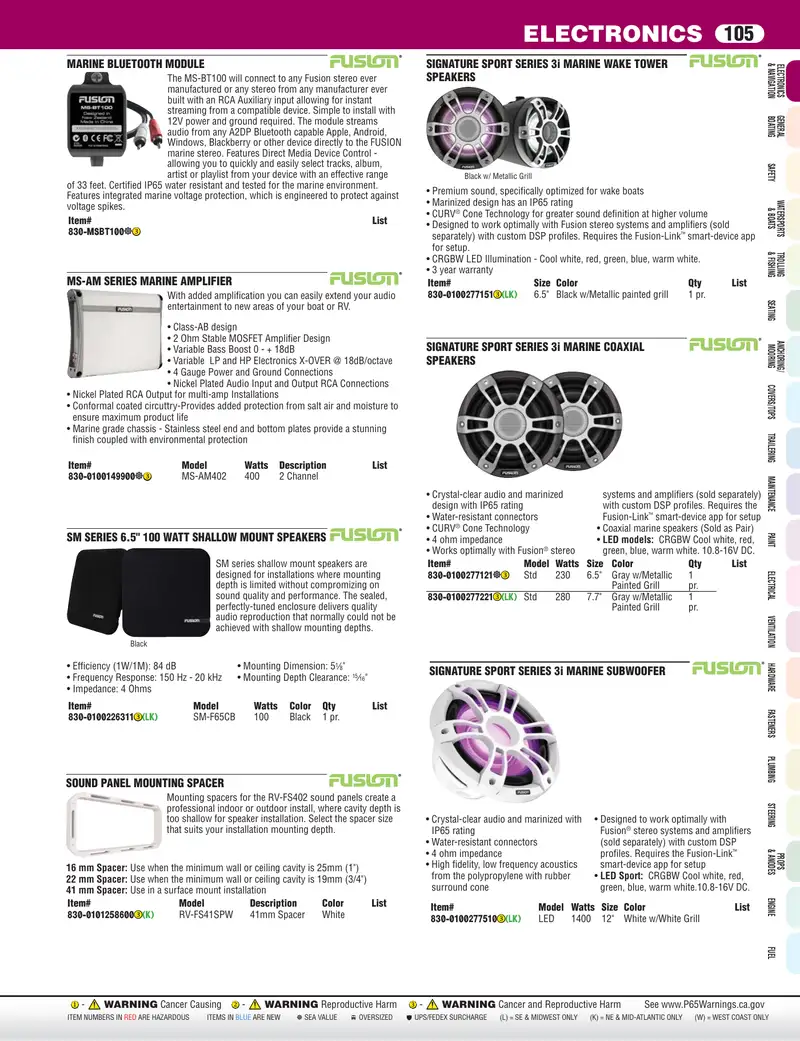 ELECTRONICS 105
MARINE BLUETOOTH MODULE
FUSION®
FUSION
MS-BT100
Designed in
New Zealand
Made in China
The MS-BT100 will connect to any Fusion stereo ever
manufactured or any stereo from any manufacturer ever
built with an RCA Auxiliary input allowing for instant
streaming from a compatible device. Simple to install with
12V power and ground required. The module streams
audio from any A2DP Bluetooth capable Apple, Android,
Windows, Blackberry or other device directly to the FUSION
marine stereo. Features Direct Media Device Control -
allowing you to quickly and easily select tracks, album,
artist or playlist from your device with an effective range
of 33 feet. Certified IP65 water resistant and tested for the marine environment.
Features integrated marine voltage protection, which is engineered to protect against
voltage spikes.
Item# List
830-MSBT100 3
MS-AM SERIES MARINE AMPLIFIER
FUSION®
With added amplification you can easily extend your audio
entertainment to new areas of your boat or RV.
• Class-AB design
• 2 Ohm Stable MOSFET Amplifier Design
• Variable Bass Boost 0 - + 18dB
• Variable LP and HP Electronics X-OVER @ 18dB/octave
• 4 Gauge Power and Ground Connections
• Nickel Plated Audio Input and Output RCA Connections
• Nickel Plated RCA Output for multi-amp Installations
• Conformal coated circuttry-Provides added protection from salt air and moisture to
ensure maximum product life
• Marine grade chassis - Stainless steel end and bottom plates provide a stunning
finish coupled with environmental protection
Item# Model Watts Description List
830-0100149900 3 MS-AM402 400 2 Channel
SM SERIES 6.5" 100 WATT SHALLOW MOUNT SPEAKERS
FUSION®
SM series shallow mount speakers are
designed for installations where mounting
depth is limited without compromizing on
sound quality and performance. The sealed,
perfectly-tuned enclosure delivers quality
audio reproduction that normally could not be
achieved with shallow mounting depths.
Black
• Efficiency (1W/1M): 84 dB
• Frequency Response: 150 Hz - 20 kHz
• Impedance: 4 Ohms
• Mounting Dimension: 5⅛"
• Mounting Depth Clearance: 15/16"
Item# Model Watts Color Qty List
830-0100226311 3 (LK) SM-F65CB 100 Black 1 pr.
SOUND PANEL MOUNTING SPACER
FUSION®
Mounting spacers for the RV-FS402 sound panels create a
professional indoor or outdoor install, where cavity depth is
too shallow for speaker installation. Select the spacer size
that suits your installation mounting depth.
16 mm Spacer: Use when the minimum wall or ceiling cavity is 25mm (1")
22 mm Spacer: Use when the minimum wall or ceiling cavity is 19mm (3/4")
41 mm Spacer: Use in a surface mount installation
Item# Model Description Color List
830-0101258600 3 (K) RV-FS41SPW 41mm Spacer White
SIGNATURE SPORT SERIES 3i MARINE WAKE TOWER
SPEAKERS
FUSION®
Black w/ Metallic Grill
• Premium sound, specifically optimized for wake boats
• Marinized design has an IP65 rating
• CURV® Cone Technology for greater sound definition at higher volume
• Designed to work optimally with Fusion stereo systems and amplifiers (sold
separately) with custom DSP profiles. Requires the Fusion-Link™ smart-device app
for setup.
• CRGBW LED Illumination - Cool white, red, green, blue, warm white.
• 3 year warranty
Item# Size Color Qty List
830-0100277151 3 (LK) 6.5" Black w/Metallic painted grill 1 pr.
SIGNATURE SPORT SERIES 3i MARINE COAXIAL
SPEAKERS
FUSION®
• Crystal-clear audio and marinized
design with IP65 rating
• Water-resistant connectors
• CURV® Cone Technology
• 4 ohm impedance
• Works optimally with Fusion® stereo
systems and amplifiers (sold separately)
with custom DSP profiles. Requires the
Fusion-Link™ smart-device app for setup
• Coaxial marine speakers (Sold as Pair)
• LED models: CRGBW Cool white, red,
green, blue, warm white. 10.8-16V DC.
Item# Model Watts Size Color Qty List
830-0100277121 3 Std 230 6.5" Gray w/Metallic 1
Painted Grill pr.
830-0100277221 3 (LK) Std 280 7.7" Gray w/Metallic 1
Painted Grill pr.
SIGNATURE SPORT SERIES 3i MARINE SUBWOOFER
FUSION®
• Crystal-clear audio and marinized with
IP65 rating
• Water-resistant connectors
• 4 ohm impedance
• High fidelity, low frequency acoustics
from the polypropylene with rubber
surround cone
• Designed to work optimally with
Fusion® stereo systems and amplifiers
(sold separately) with custom DSP
profiles. Requires the Fusion-Link™
smart-device app for setup
• LED Sport: CRGBW Cool white, red,
green, blue, warm white.10.8-16V DC.
Item# Model Watts Size Color List
830-0100277510 3 (LK) LED 1400 12" White w/White Grill
ELECTRONICS
& NAVIGATION
GENERAL
BOATING
SAFETY
WATERSPORTS
& BOATS
TROLLING
& FISHING
SEATING
ANCHORING/
MOORING
COVERS/TOPS
TRAILERING
MAINTENANCE
PAINT
ELECTRICAL
VENTILATION
HARDWARE
FASTENERS
PLUMBING
STEERING
PROPS
& ANODES
ENGINE
FUEL
1 - WARNING Cancer Causing 2 - WARNING Reproductive Harm 3 - WARNING Cancer and Reproductive Harm See www.P65Warnings.ca.gov
ITEM NUMBERS IN RED ARE HAZARDOUS ITEMS IN BLUE ARE NEW SEA VALUE OVERSIZED UPS/FEDEX SURCHARGE (L) = SE & MIDWEST ONLY (K) = NE & MID-ATLANTIC ONLY (W) = WEST COAST ONLY